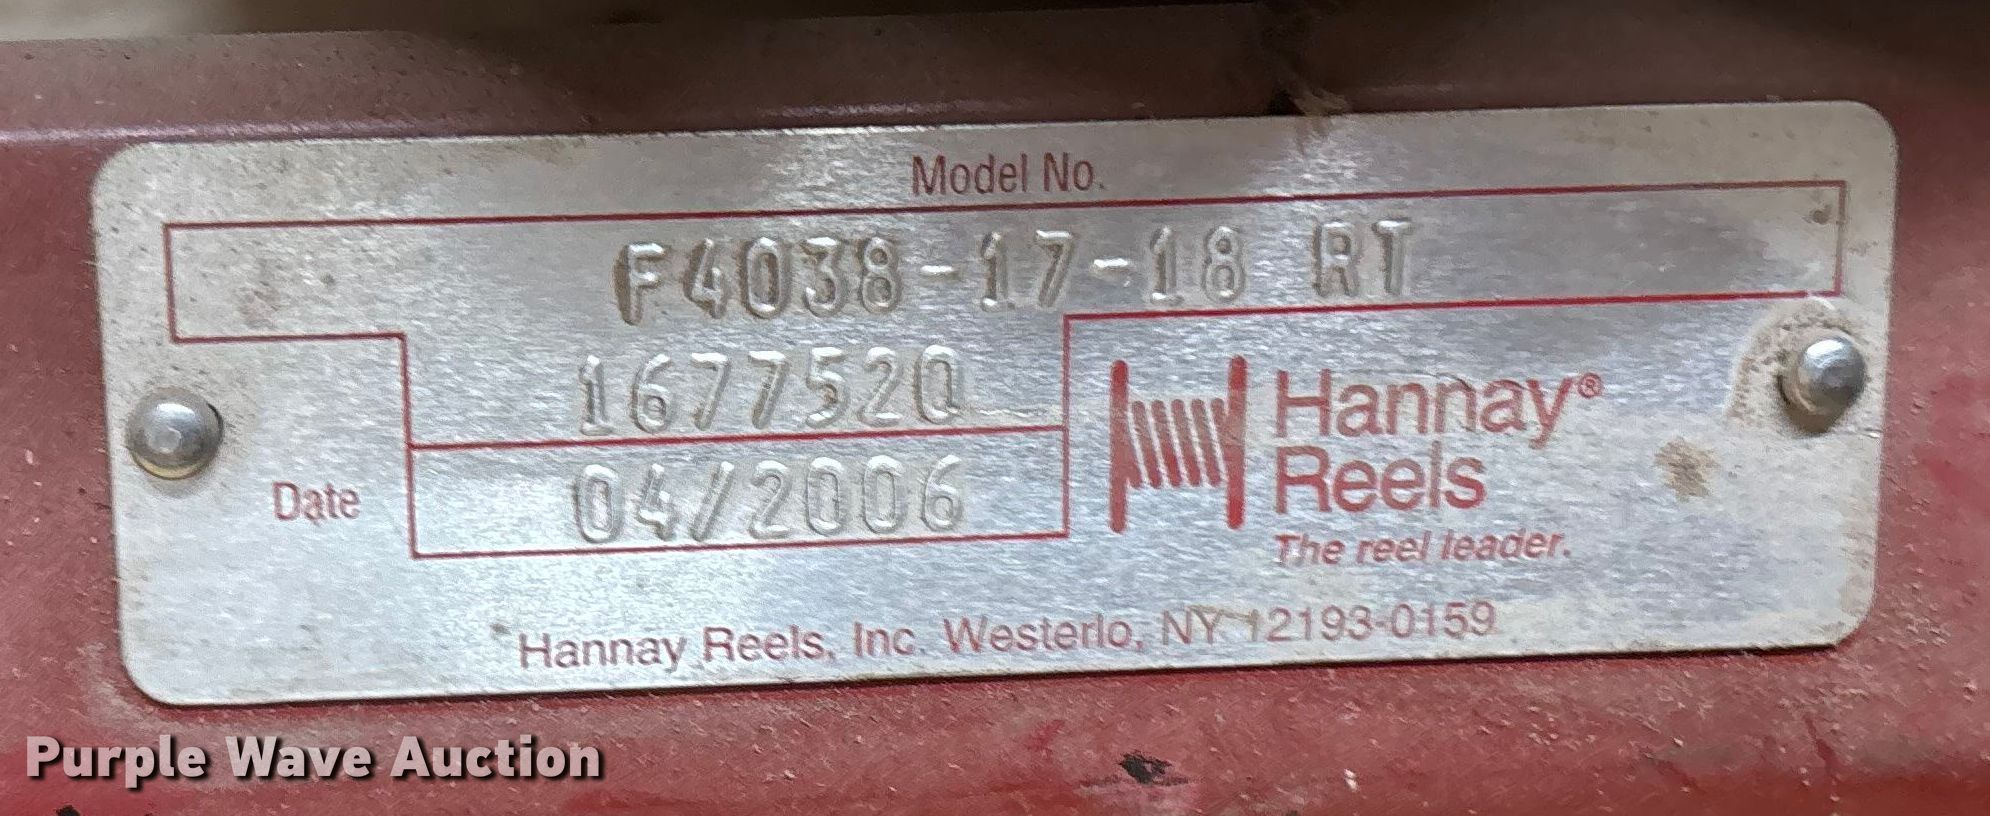 Model No.
F4038-17-18 RT
1677520
Date 04/2006
Hannay®
Reels
The reel leader.
Hannay Reels, Inc. Westerlo, NY 12193-0159
Purple Wave Auction